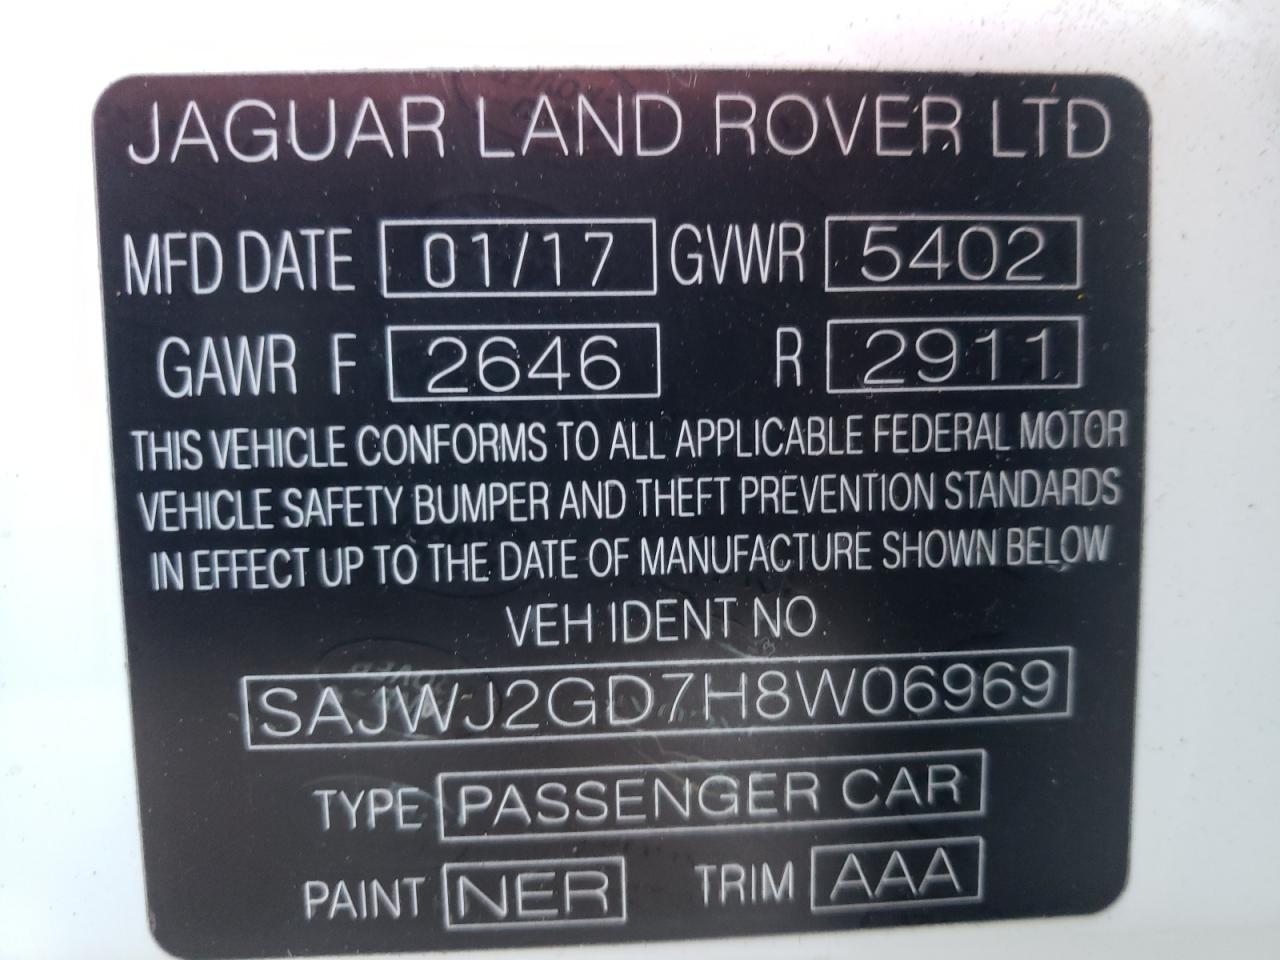 JAGUAR LAND ROVER LTD
MFD DATE 01/17 GVWR 5402
GAWR F 2646 R 2911
THIS VEHICLE CONFORMS TO ALL APPLICABLE FEDERAL MOTOR
VEHICLE SAFETY BUMPER AND THEFT PREVENTION STANDARDS
IN EFFECT UP TO THE DATE OF MANUFACTURE SHOWN BELOW
VEH IDENT NO
SAJWJ2GD7H8W06969
TYPE PASSENGER CAR
PAINT NER TRIM AAA